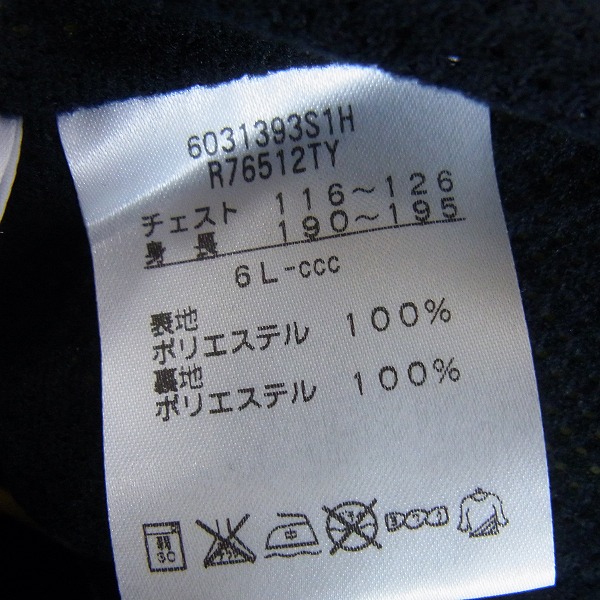 6031393S1H
R76512TY
チェスト 116～126
身長 190～195
6L-ccc
表地
ポリエステル 100%
裏地
ポリエステル 100%
弱 30 中